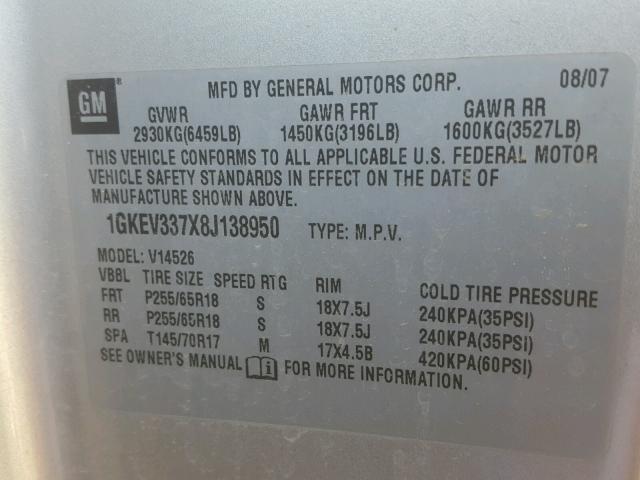 GM ®
MFD BY GENERAL MOTORS CORP. 08/07
GVWR GAWR FRT GAWR RR
2930KG(6459LB) 1450KG(3196LB) 1600KG(3527LB)
THIS VEHICLE CONFORMS TO ALL APPLICABLE U.S. FEDERAL MOTOR
VEHICLE SAFETY STANDARDS IN EFFECT ON THE DATE OF
MANUFACTURE SHOWN ABOVE.
1GKEV337X8J138950 TYPE: M.P.V.
MODEL: V14526
VBBL TIRE SIZE SPEED RTG RIM COLD TIRE PRESSURE
FRT P255/65R18 S 18X7.5J 240KPA(35PSI)
RR P255/65R18 S 18X7.5J 240KPA(35PSI)
SPA T145/70R17 M 17X4.5B 420KPA(60PSI)
SEE OWNER'S MANUAL i FOR MORE INFORMATION.